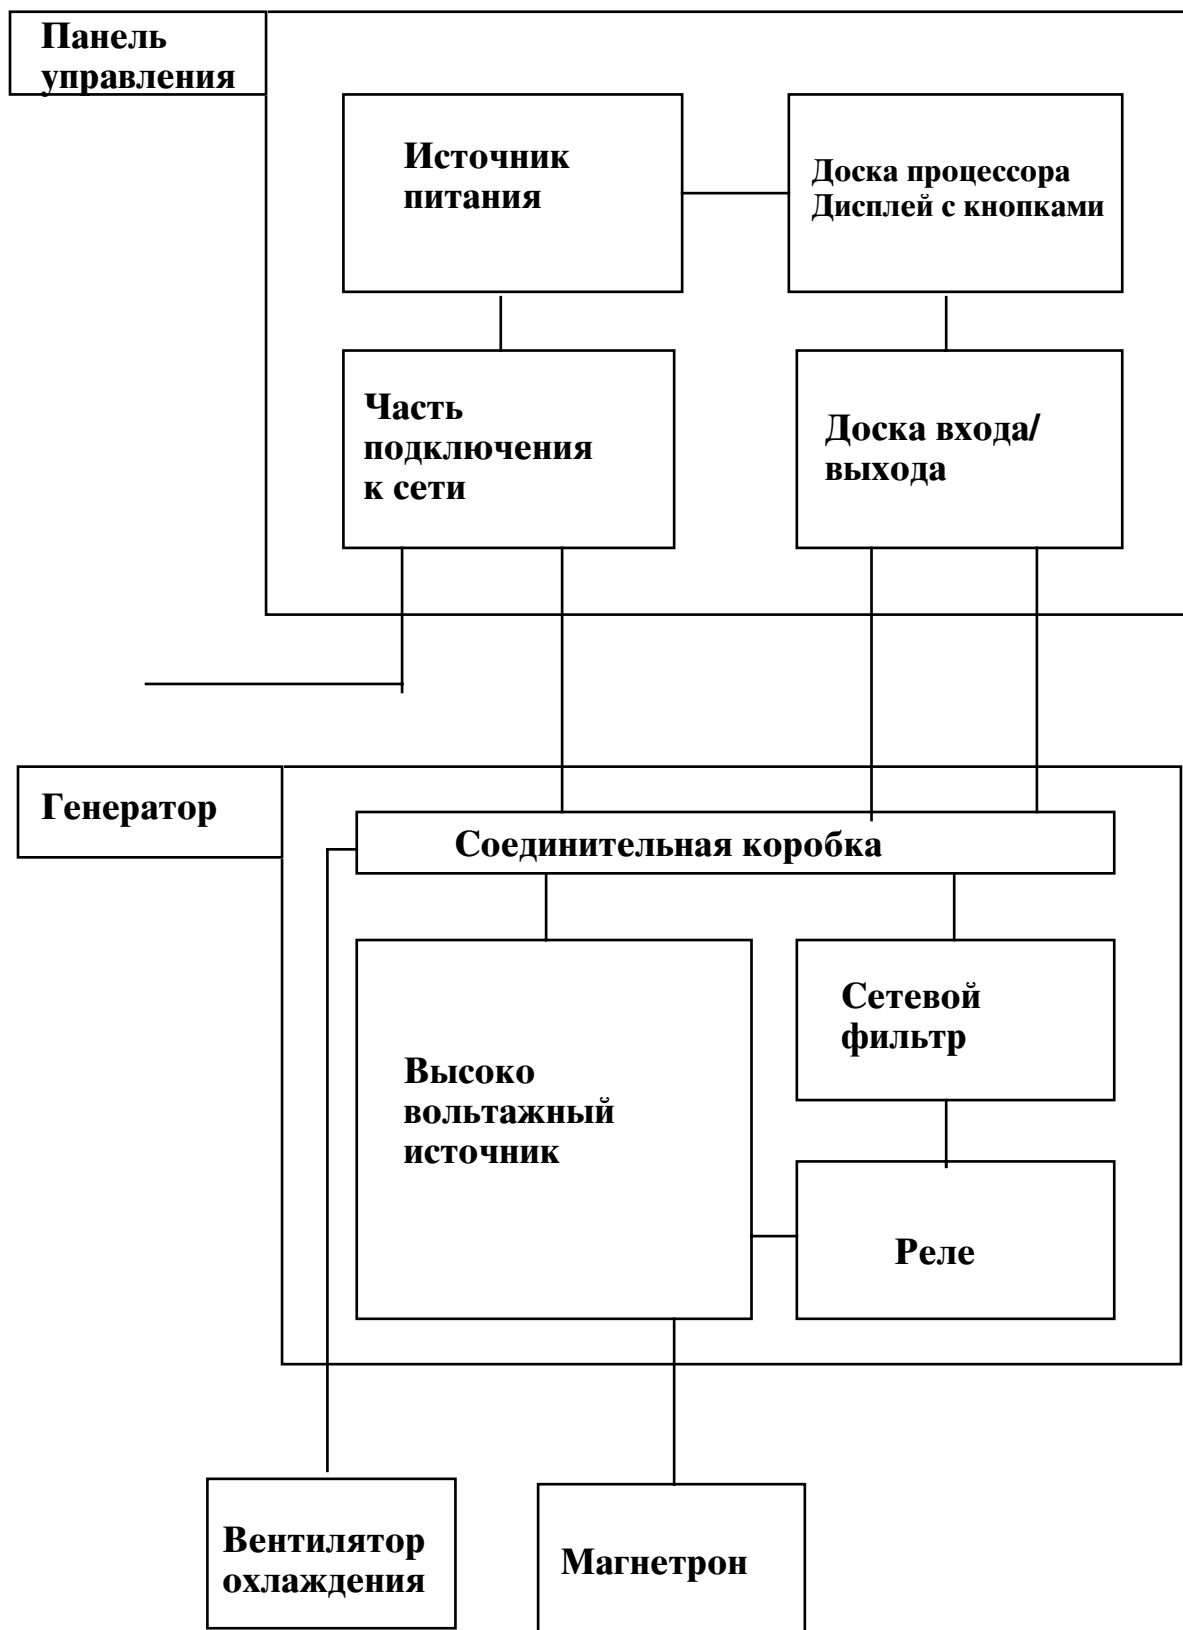 Панель
управления
Источник
питания
Доска процессора
Дисплей с кнопками
Часть
подключения
к сети
Доска входа/
выхода
Генератор
Соединительная коробка
Сетевой
фильтр
Высоко
вольтажный
источник
Реле
Вентилятор
охлаждения
Магнетрон